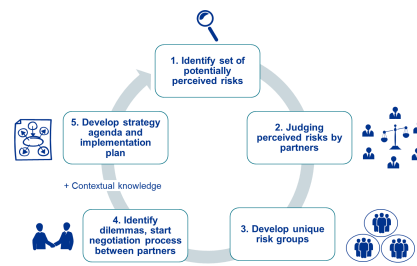 1. Identify set of
potentially
perceived risks
2. Judging
perceived risks by
partners
3. Develop unique
risk groups
4. Identify
dilemmas, start
negotiation process
between partners
+ Contextual knowledge
5. Develop strategy
agenda and
implementation
plan